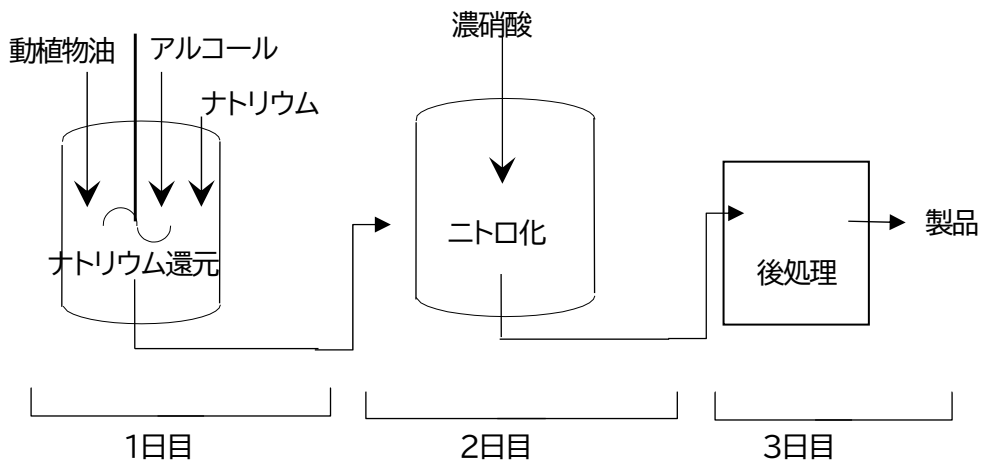 動植物油
アルコール
ナトリウム
ナトリウム還元
濃硝酸
ニトロ化
後処理
製品
1日目
2日目
3日目